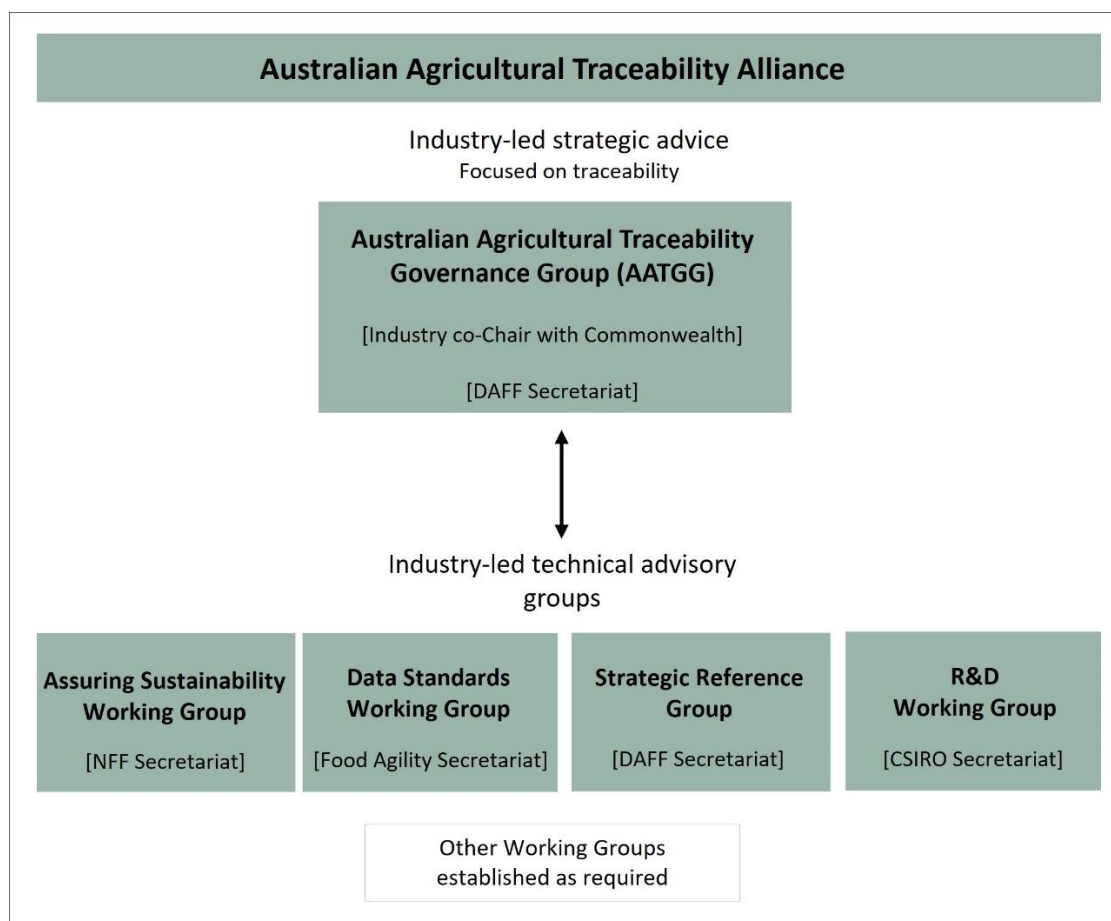 Australian Agricultural Traceability Alliance
Industry-led strategic advice
Focused on traceability
Australian Agricultural Traceability
Governance Group (AATGG)
[Industry co-Chair with Commonwealth]
[DAFF Secretariat]
Industry-led technical advisory
groups
Assuring Sustainability
Working Group
[NFF Secretariat]
Data Standards
Working Group
[Food Agility Secretariat]
Strategic Reference
Group
[DAFF Secretariat]
R&D
Working Group
[CSIRO Secretariat]
Other Working Groups
established as required